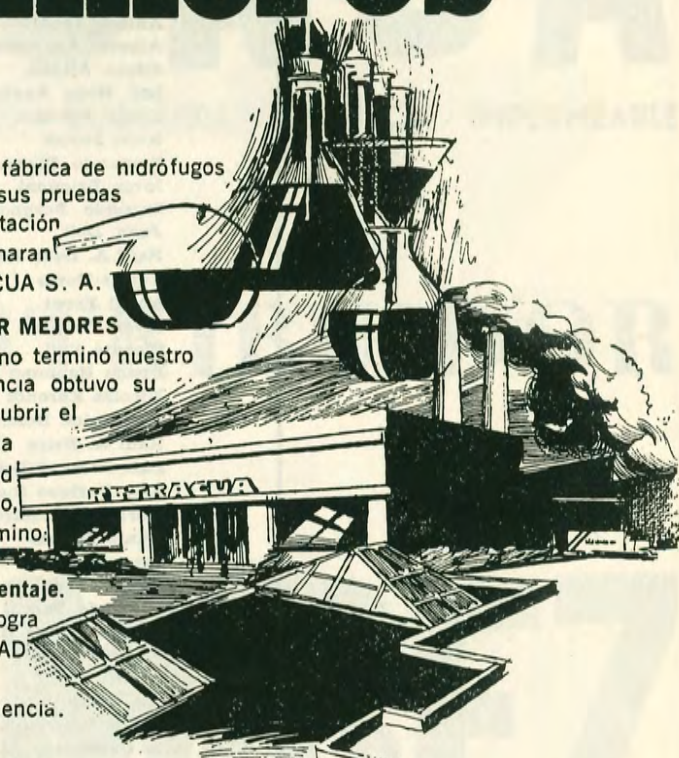 fábrica de hidrófugos
sus pruebas
tación
naran
CUA S. A.
R MEJORES
no terminó nuestro
ncia obtuvo su
ubrir el
a
d
o,
mino:
entaje.
ogra
AD
encia.
RETRACUA